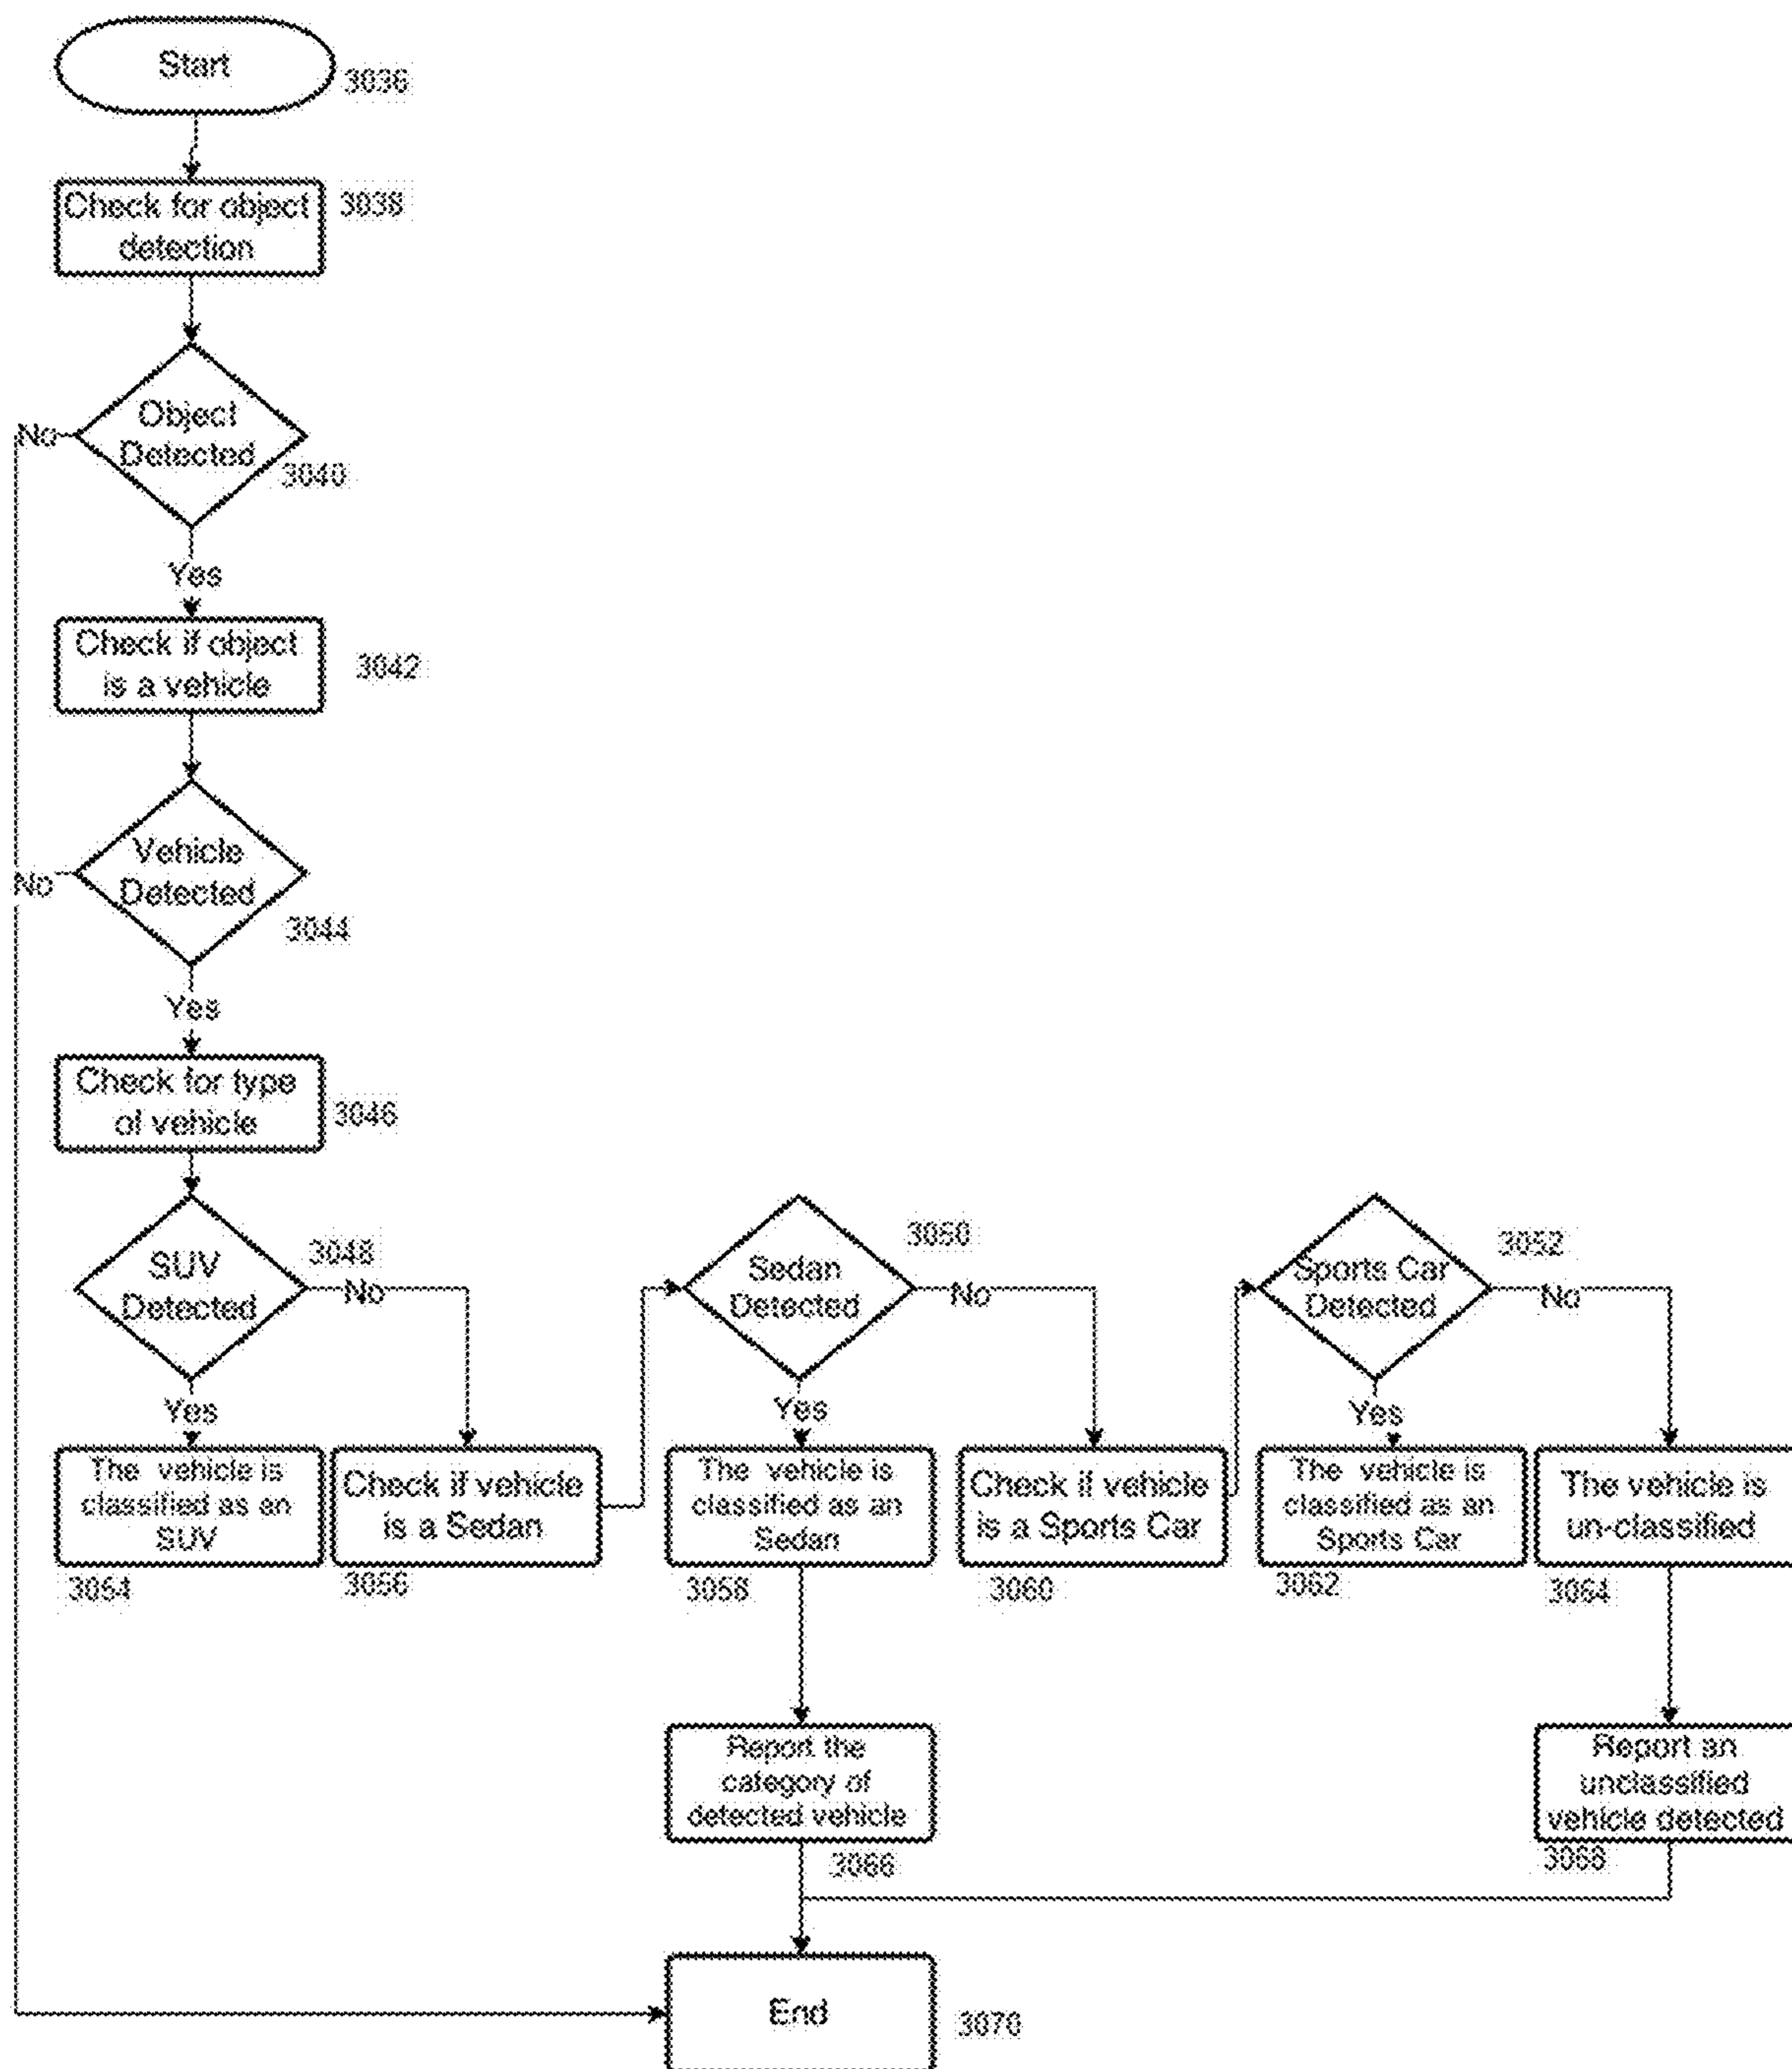 Start
3036
Check for object
detection
3038
Object
Detected
3040
No
Yes
Check if object
is a vehicle
3042
Vehicle
Detected
3044
No
Yes
Check for type
of vehicle
3046
SUV
Detected
3048
No
Yes
Sedan
Detected
3050
No
Yes
Sports Car
Detected
3052
No
Yes
The vehicle is
classified as an
SUV
3054
Check if vehicle
is a Sedan
3056
The vehicle is
classified as an
Sedan
3058
Check if vehicle
is a Sports Car
3060
The vehicle is
classified as an
Sports Car
3062
The vehicle is
un-classified
3064
Report the
category of
detected vehicle
3066
Report an
unclassified
vehicle detected
3068
End
3070